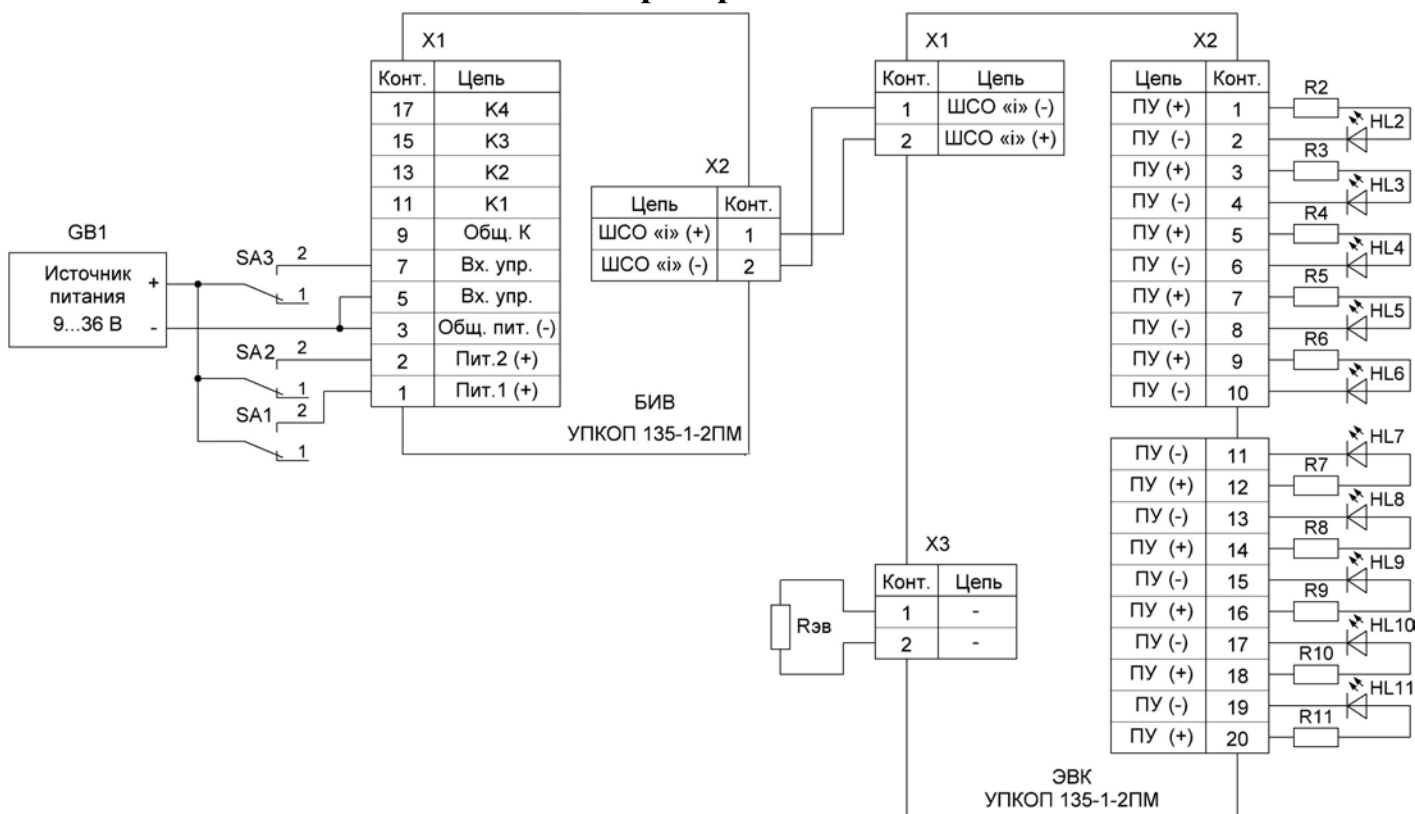 X1
Конт. Цепь
17 К4
15 К3
13 К2
11 К1
9 Общ. К
7 Вх. упр.
5 Вх. упр.
3 Общ. пит. (-)
2 Пит.2 (+)
1 Пит.1 (+)
GB1
Источник
питания
9...36 В
+
-
SA3 2
1
SA2 2
1
SA1 2
1
X2
Цепь Конт.
ШСО «i» (+) 1
ШСО «i» (-) 2
БИВ
УПКОП 135-1-2ПМ
X1
Конт. Цепь
1 ШСО «i» (-)
2 ШСО «i» (+)
X3
Конт. Цепь
1 -
2 -
Rэв
X2
Цепь Конт.
ПУ (+) 1
ПУ (-) 2
ПУ (+) 3
ПУ (-) 4
ПУ (+) 5
ПУ (-) 6
ПУ (+) 7
ПУ (-) 8
ПУ (+) 9
ПУ (-) 10
ПУ (-) 11
ПУ (+) 12
ПУ (-) 13
ПУ (+) 14
ПУ (-) 15
ПУ (+) 16
ПУ (-) 17
ПУ (+) 18
ПУ (-) 19
ПУ (+) 20
R2
HL2
R3
HL3
R4
HL4
R5
HL5
R6
HL6
HL7
R7
HL8
R8
HL9
R9
HL10
R10
HL11
R11
ЭВК
УПКОП 135-1-2ПМ